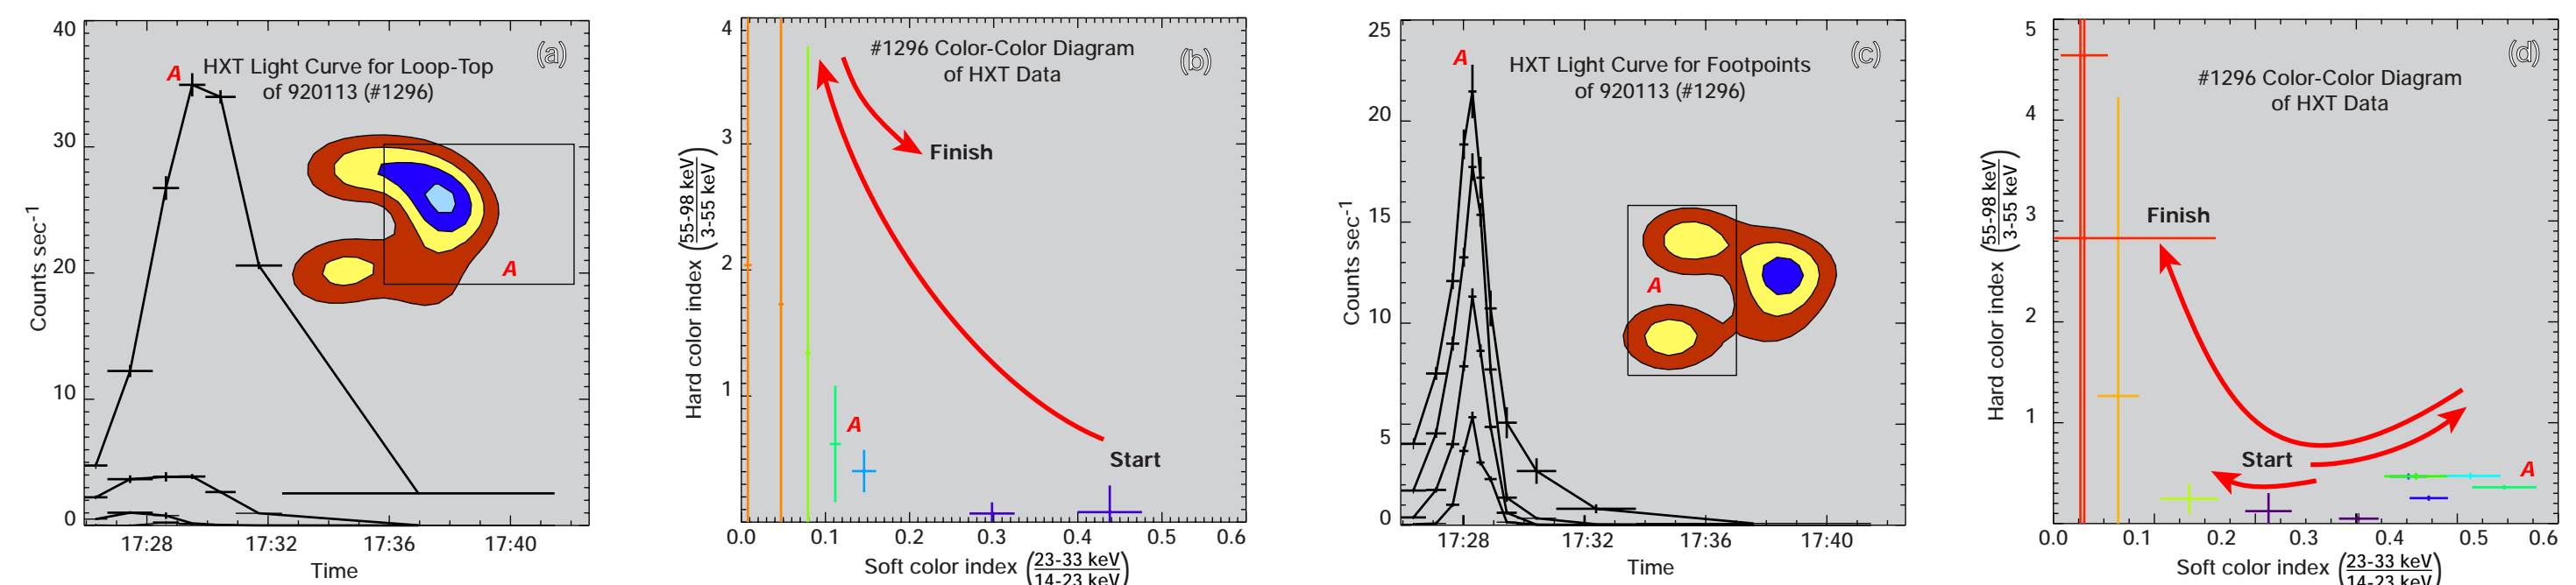 (a)
HXT Light Curve for Loop-Top
of 920113 (#1296)
A
A
Counts sec-1
40
30
20
10
0
17:28 17:32 17:36 17:40
Time
(b)
#1296 Color-Color Diagram
of HXT Data
Finish
Start
A
Hard color index (55-98 keV
3-55 keV)
4
3
2
1
0.0 0.1 0.2 0.3 0.4 0.5 0.6
Soft color index (23-33 keV
14-23 keV)
(c)
HXT Light Curve for Footpoints
of 920113 (#1296)
A
A
Counts sec-1
25
20
15
10
5
0
17:28 17:32 17:36 17:40
Time
(d)
#1296 Color-Color Diagram
of HXT Data
Finish
Start
A
Hard color index (55-98 keV
3-55 keV)
5
4
3
2
1
0.0 0.1 0.2 0.3 0.4 0.5 0.6
Soft color index (23-33 keV
14-23 keV)